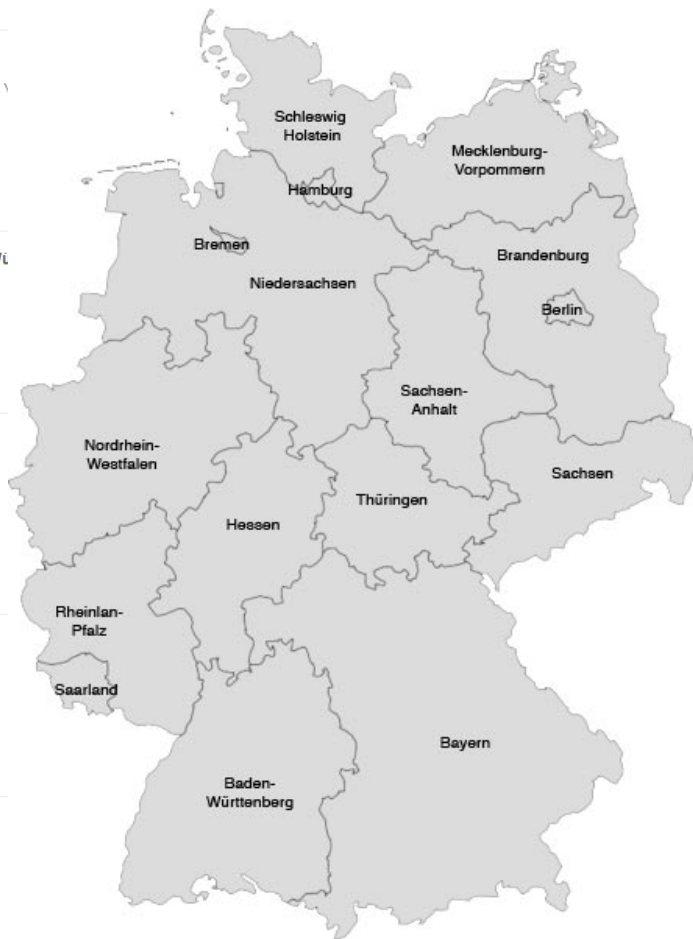 Schleswig
Holstein
Mecklenburg-
Vorpommern
Hamburg
Bremen
Brandenburg
Niedersachsen
Berlin
Sachsen-
Anhalt
Nordrhein-
Westfalen
Sachsen
Thüringen
Hessen
Rheinlan-
Pfalz
Saarland
Bayern
Baden-
Württenberg